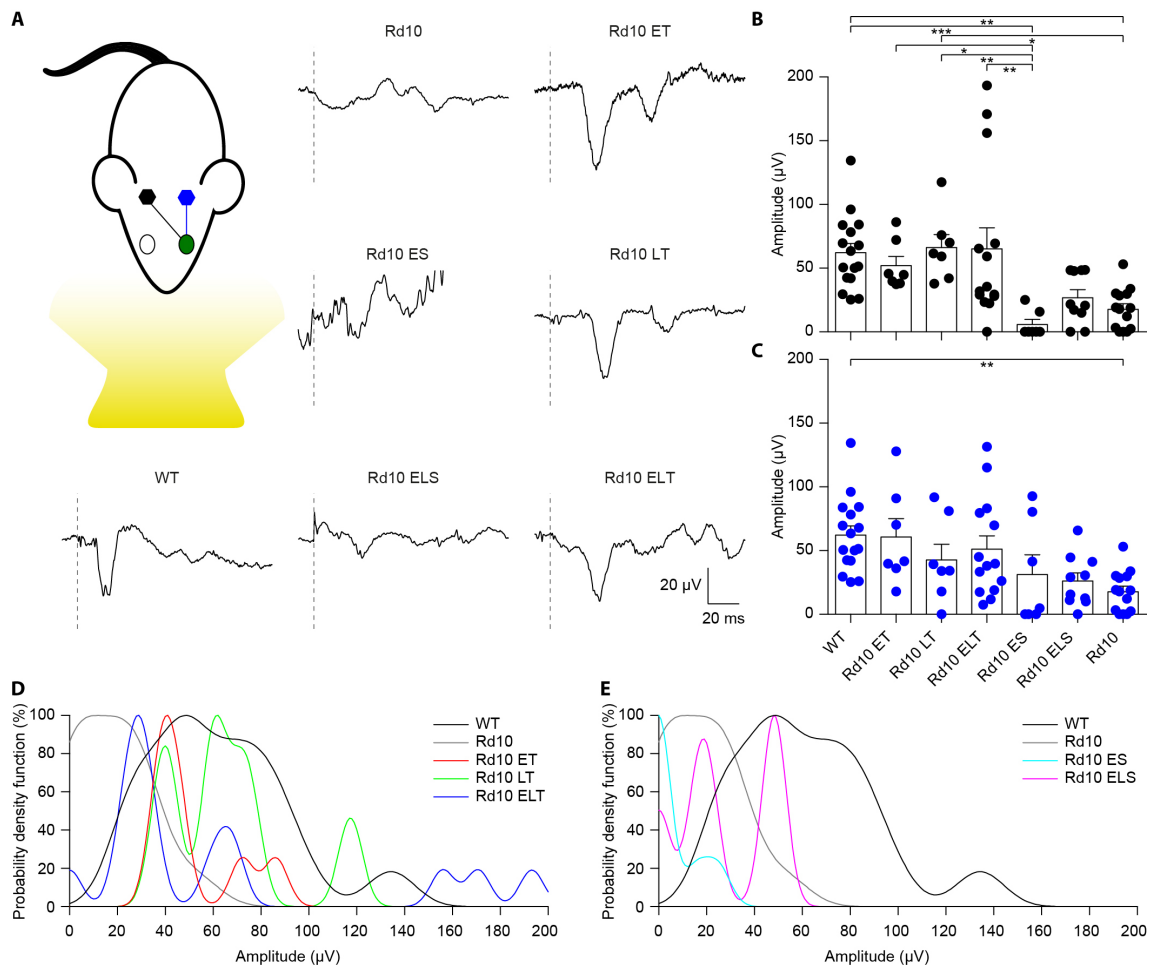 A
Rd10
Rd10 ET
Rd10 ES
Rd10 LT
WT
Rd10 ELS
Rd10 ELT
20 µV
20 ms
B
**
***
*
*
**
**
Amplitude (µV)
200
150
100
50
0
C
**
Amplitude (µV)
200
150
100
50
0
WT
Rd10 ET
Rd10 LT
Rd10 ELT
Rd10 ES
Rd10 ELS
Rd10
D
Probability density function (%)
100
80
60
40
20
0
0 20 40 60 80 100 120 140 160 180 200
Amplitude (µV)
WT
Rd10
Rd10 ET
Rd10 LT
Rd10 ELT
E
Probability density function (%)
100
80
60
40
20
0
0 20 40 60 80 100 120 140 160 180 200
Amplitude (µV)
WT
Rd10
Rd10 ES
Rd10 ELS